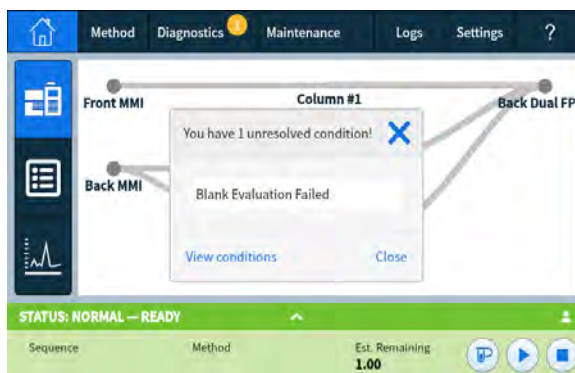 Method Diagnostics 1 Maintenance Logs Settings ?
Front MMI
Column #1
Back Dual FP
You have 1 unresolved condition!
Back MMI
Blank Evaluation Failed
View conditions Close
STATUS: NORMAL — READY
Sequence Method Est. Remaining
1.00
P